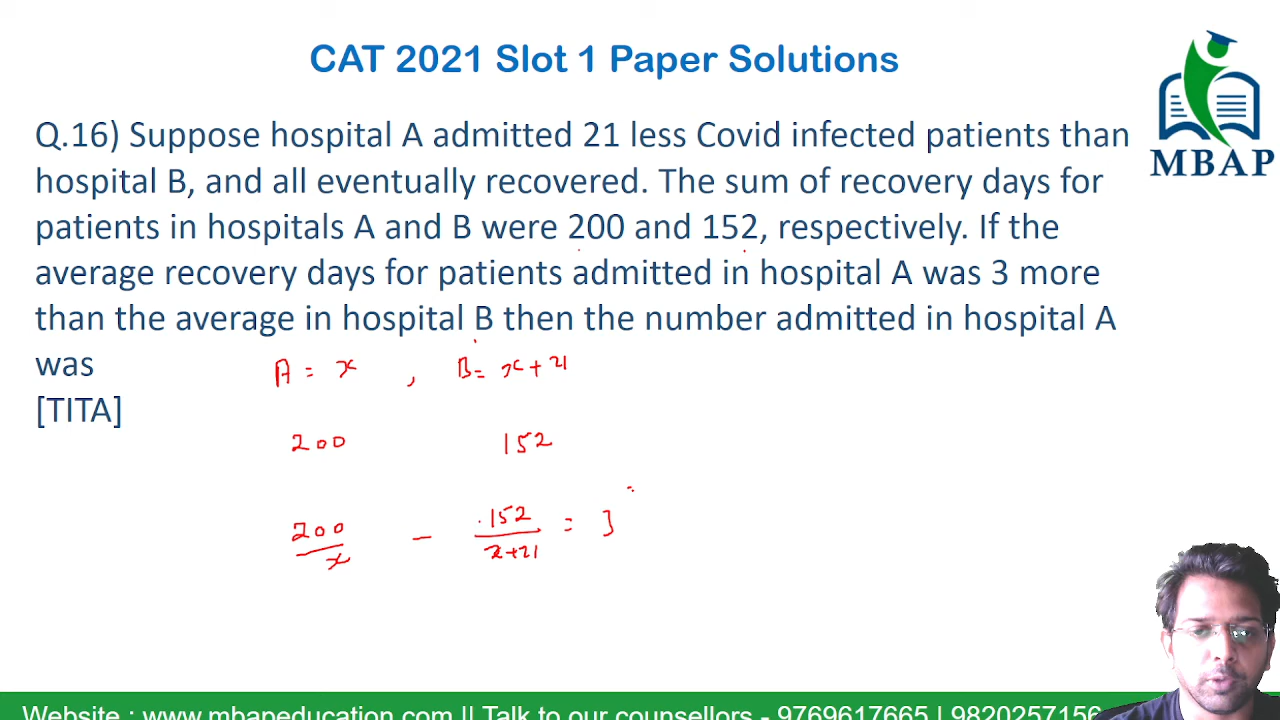 CAT 2021 Slot 1 Paper Solutions
MBAP
Q.16) Suppose hospital A admitted 21 less Covid infected patients than
hospital B, and all eventually recovered. The sum of recovery days for
patients in hospitals A and B were 200 and 152, respectively. If the
average recovery days for patients admitted in hospital A was 3 more
than the average in hospital B then the number admitted in hospital A
was
[TITA]
A = x , B = x + 21
200 152
200/x - 152/x+21 = 3
Website : www.mbapeducation.com || Talk to our counsellors - 9769617665 | 9820257156